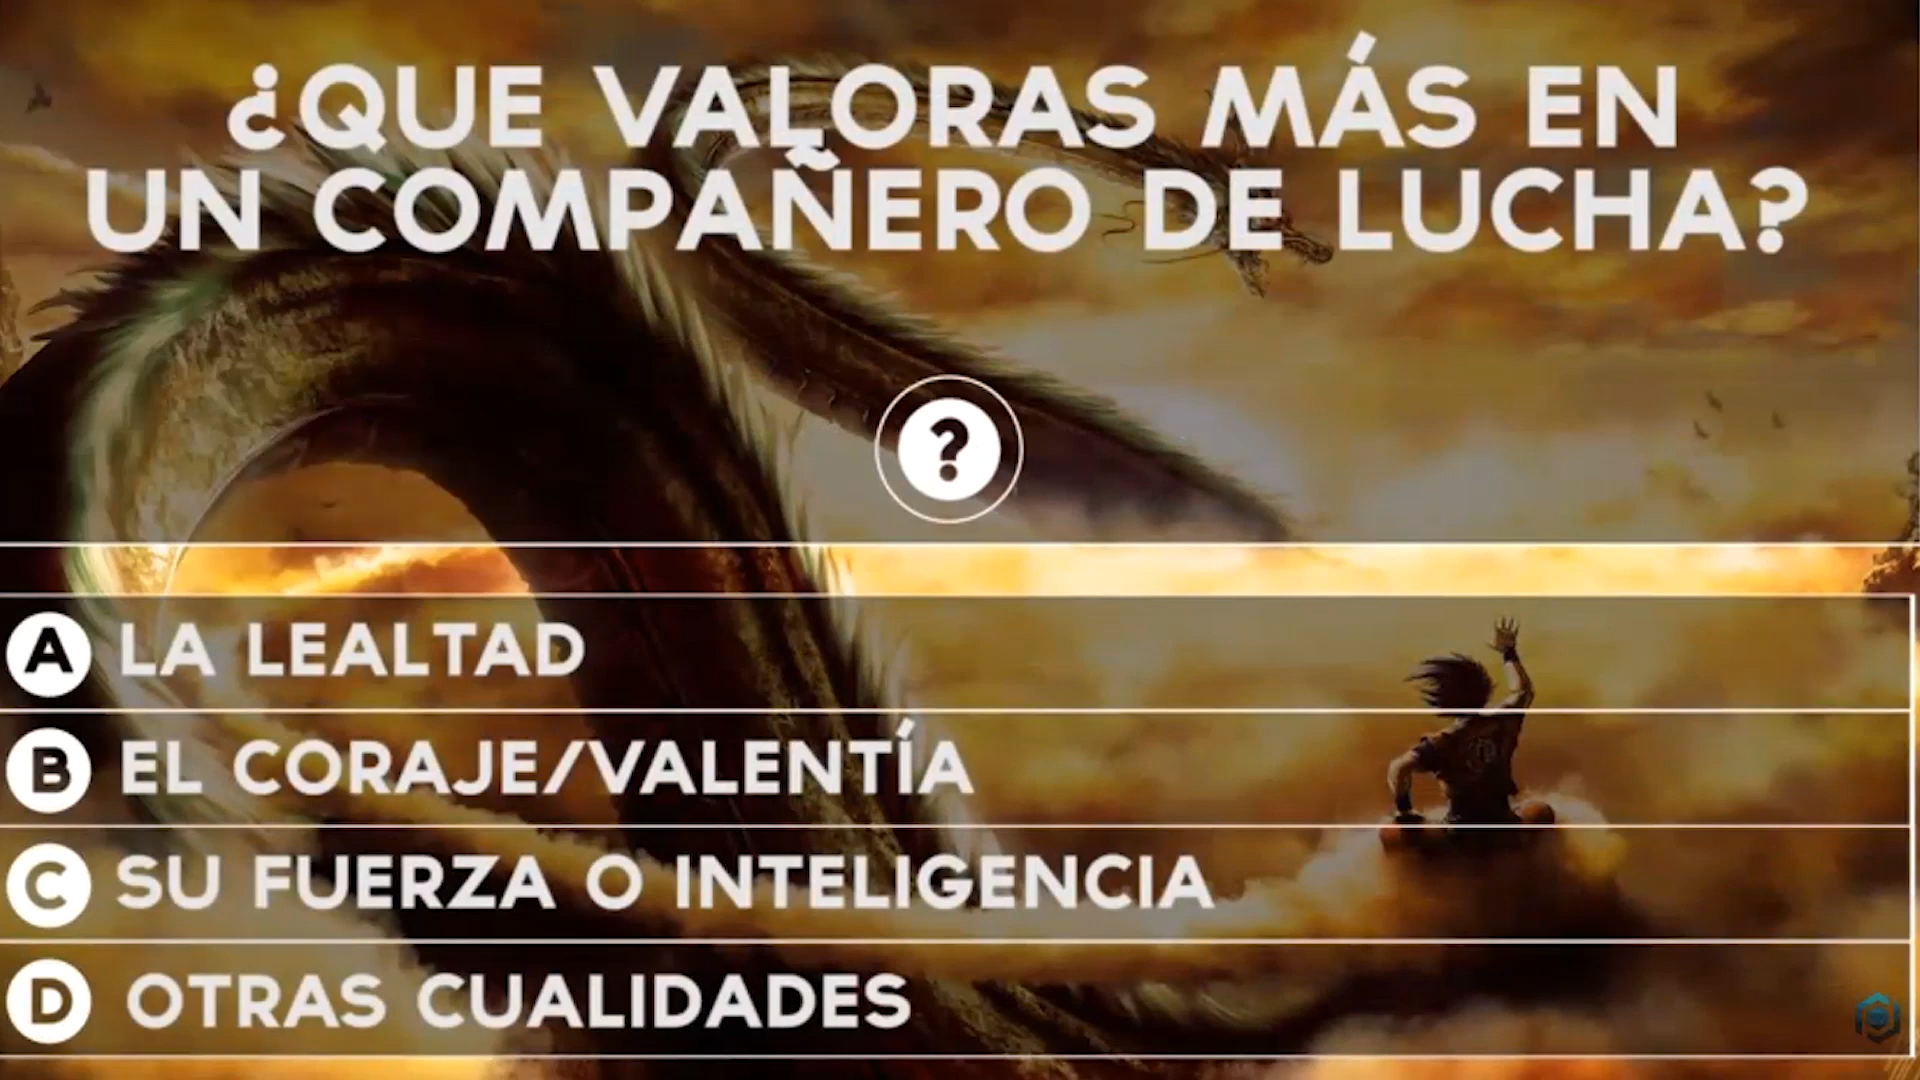 ¿QUE VALORAS MÁS EN
UN COMPAÑERO DE LUCHA?
?
A LA LEALTAD
B EL CORAJE/VALENTÍA
C SU FUERZA O INTELIGENCIA
D OTRAS CUALIDADES